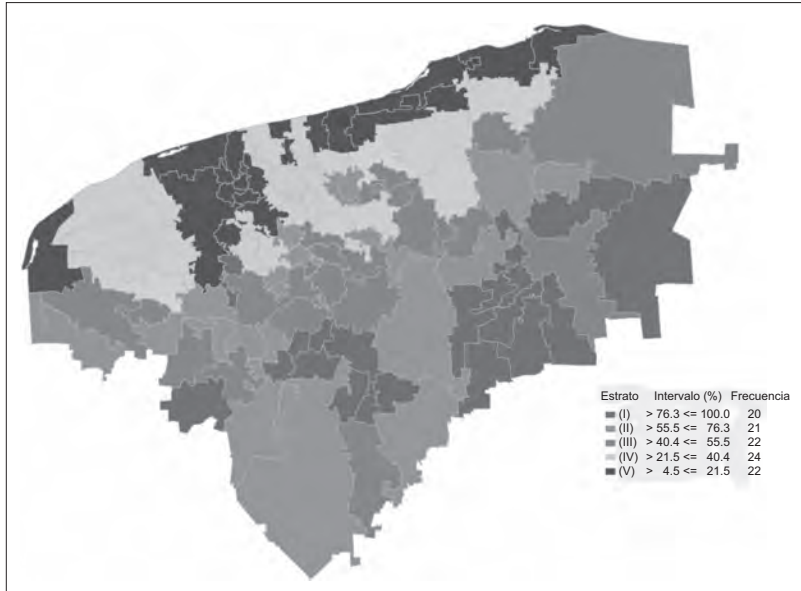 Estrato Intervalo (%) Frecuencia
(I) > 76.3 <= 100.0 20
(II) > 55.5 <= 76.3 21
(III) > 40.4 <= 55.5 22
(IV) > 21.5 <= 40.4 24
(V) > 4.5 <= 21.5 22